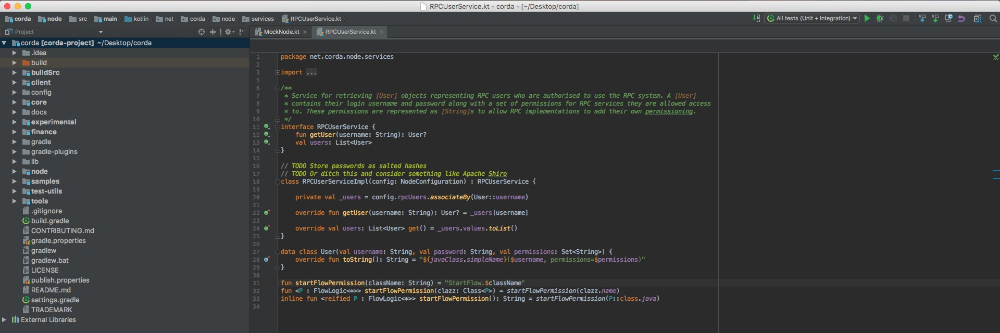 RPCUserService.kt - corda - [~/Desktop/corda]
corda node src main kotlin net corda node services RPCUserService.kt
All tests (Unit + Integration)
VCS VCS
Project
MockNode.kt RPCUserService.kt
corda [corda-project] ~/Desktop/corda
.idea
build
buildSrc
client
config
core
docs
experimental
finance
gradle
gradle-plugins
lib
node
samples
test-utils
tools
.gitignore
build.gradle
CONTRIBUTING.md
gradle.properties
gradlew
gradlew.bat
LICENSE
publish.properties
README.md
settings.gradle
TRADEMARK
External Libraries
1 package net.corda.node.services
2
3 import ...
5
6 /**
7 * Service for retrieving [User] objects representing RPC users who are authorised to use the RPC system. A [User]
8 * contains their login username and password along with a set of permissions for RPC services they are allowed access
9 * to. These permissions are represented as [String]s to allow RPC implementations to add their own permissioning.
10 */
11 interface RPCUserService {
12 fun getUser(username: String): User?
13 val users: List<User>
14 }
15
16 // TODO Store passwords as salted hashes
17 // TODO Or ditch this and consider something like Apache Shiro
18 class RPCUserServiceImpl(config: NodeConfiguration) : RPCUserService {
19
20 private val _users = config.rpcUsers.associateBy(User::username)
21
22 override fun getUser(username: String): User? = _users[username]
23
24 override val users: List<User> get() = _users.values.toList()
25 }
26
27 data class User(val username: String, val password: String, val permissions: Set<String>) {
28 override fun toString(): String = "${javaClass.simpleName}($username, permissions=$permissions)"
29 }
30
31 fun startFlowPermission(className: String) = "StartFlow.$className"
32 fun <P : FlowLogic<*>> startFlowPermission(clazz: Class<P>) = startFlowPermission(clazz.name)
33 inline fun <reified P : FlowLogic<*>> startFlowPermission(): String = startFlowPermission(P::class.java)
34